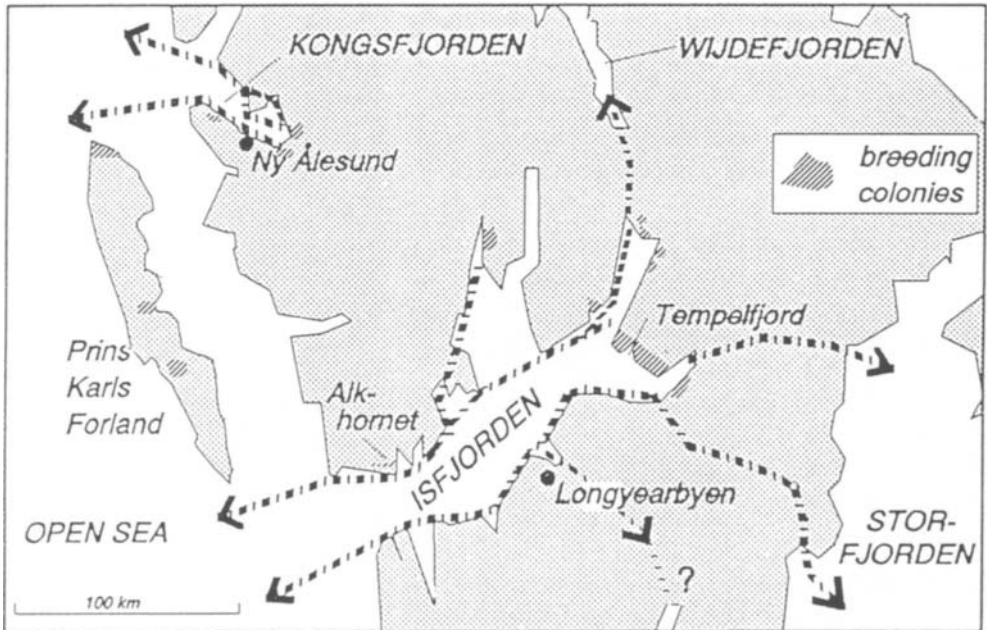 KONGSFJORDEN
WIJDEFJORDEN
Ny Ålesund
breeding
colonies
Tempelfjord
Prins
Karls
Forland
Alk-
hornet
ISFJORDEN
Longyearbyen
OPEN SEA
STOR-
FJORDEN
?
100 km